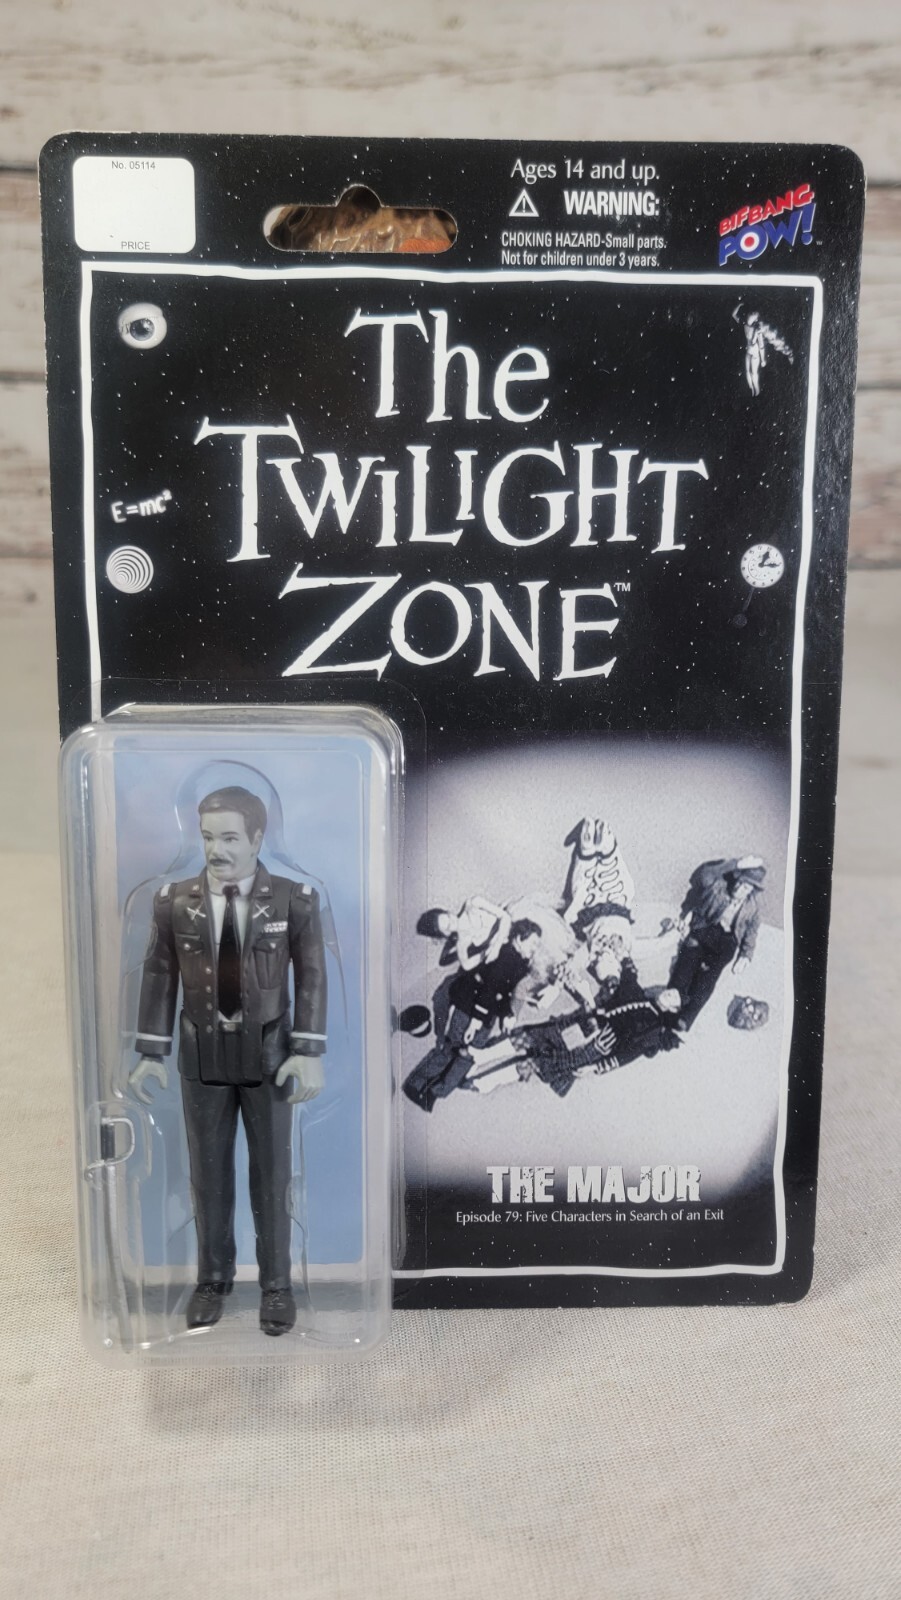 No. 05114
PRICE
Ages 14 and up.
WARNING:
CHOKING HAZARD-Small parts.
Not for children under 3 years.
BIF BANG
POW!™
The
TWILIGHT
ZONE™
E=mc²
THE MAJOR
Episode 79: Five Characters in Search of an Exit